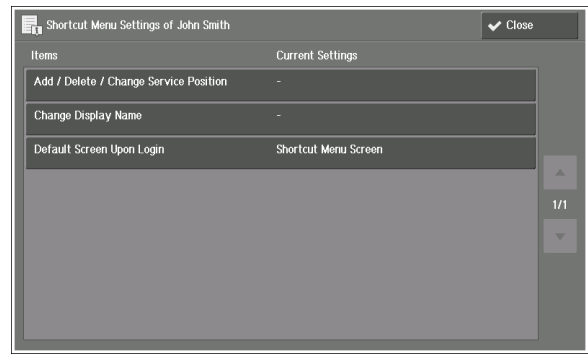 Shortcut Menu Settings of John Smith
Close
Items Current Settings
Add / Delete / Change Service Position -
Change Display Name -
Default Screen Upon Login Shortcut Menu Screen
1/1